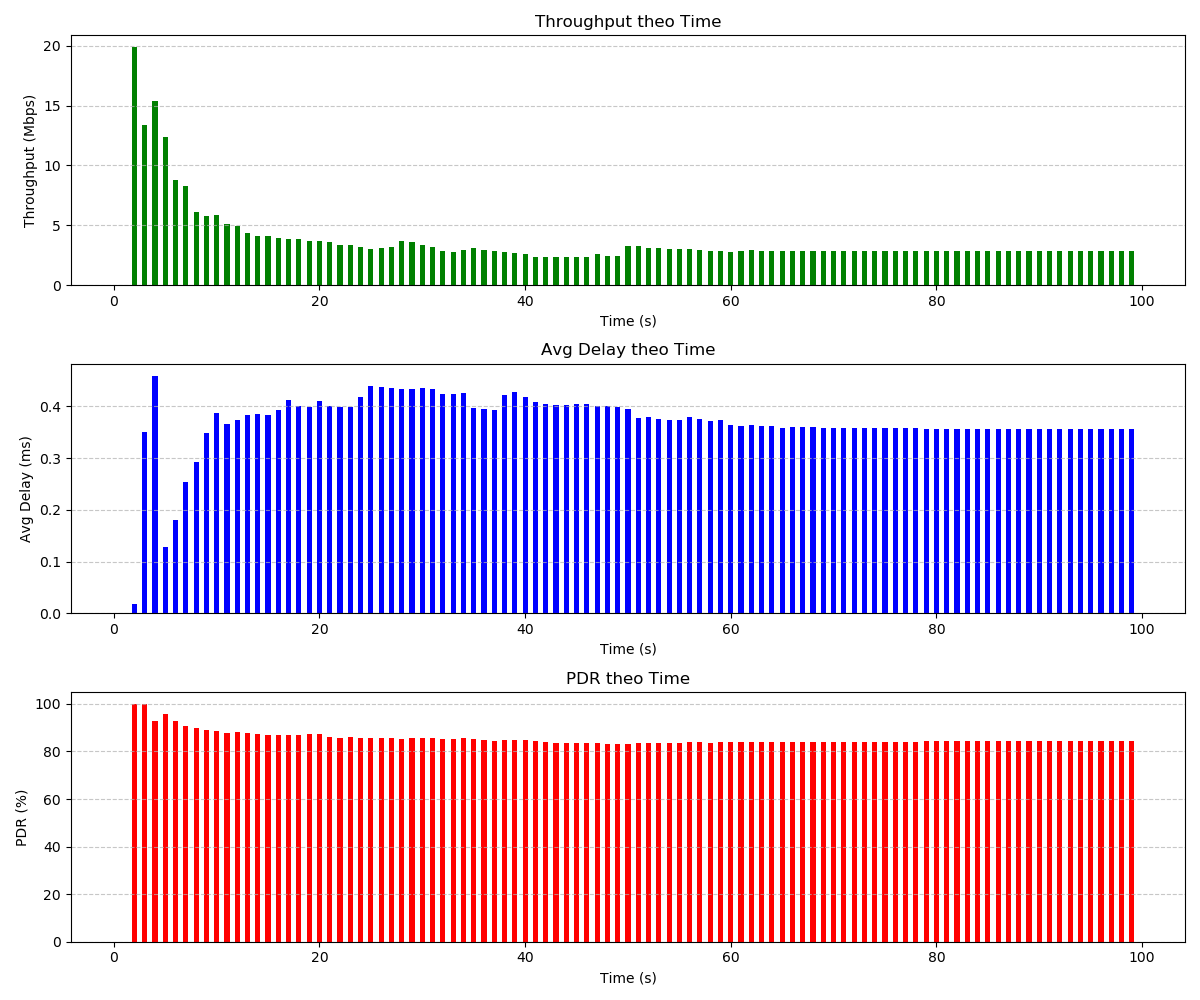 Throughput theo Time
Throughput (Mbps)
20
15
10
5
0
0 20 40 60 80 100
Time (s)
Avg Delay theo Time
Avg Delay (ms)
0.4
0.3
0.2
0.1
0.0
0 20 40 60 80 100
Time (s)
PDR theo Time
PDR (%)
100
80
60
40
20
0
0 20 40 60 80 100
Time (s)